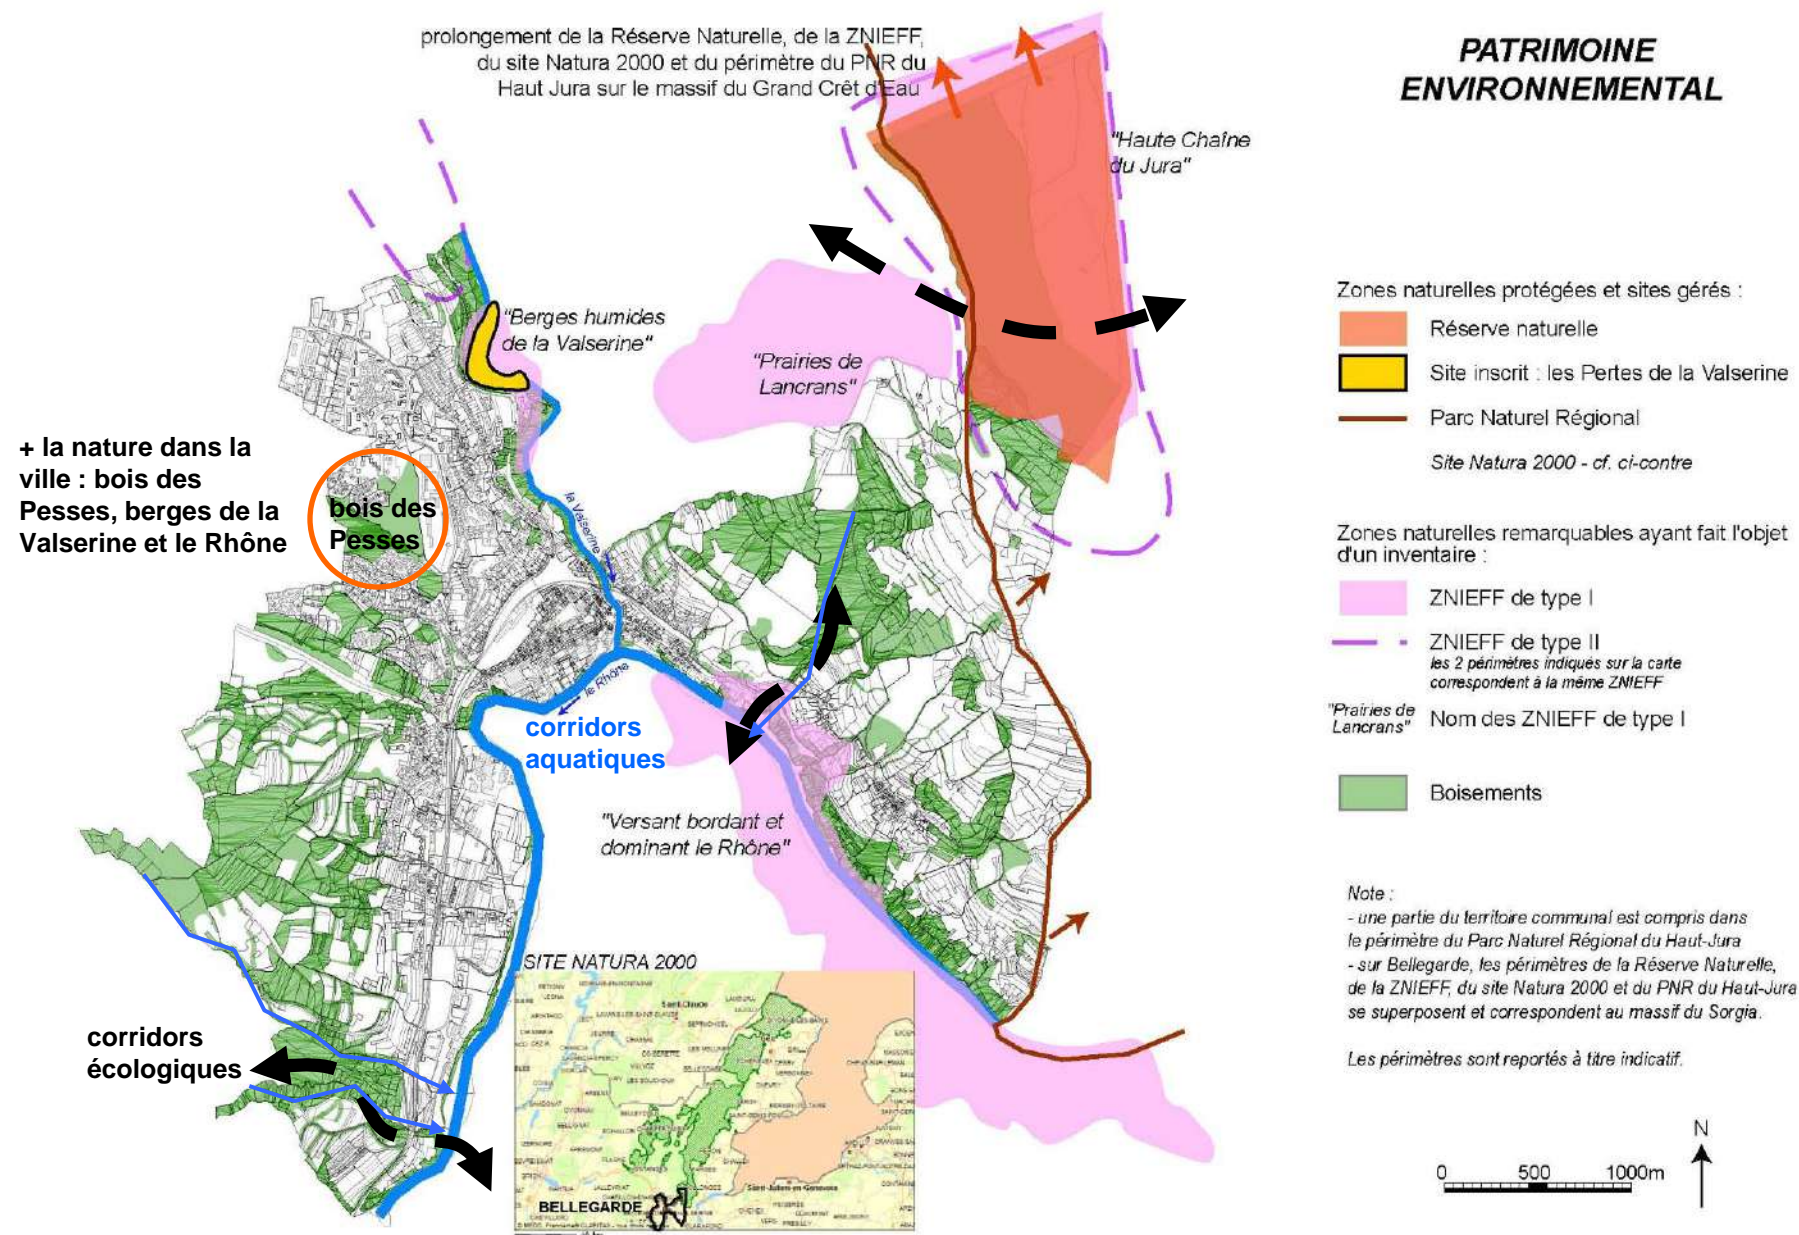 prolongement de la Réserve Naturelle, de la ZNIEFF,
du site Natura 2000 et du périmètre du PNR du
Haut Jura sur le massif du Grand Crêt d'Eau
PATRIMOINE
ENVIRONNEMENTAL
"Haute Chaîne
du Jura"
"Berges humides
de la Valserine"
"Prairies de
Lancrans"
+ la nature dans la
ville : bois des
Pesses, berges de la
Valserine et le Rhône
bois des
Pesses
la Valserine
le Rhône
corridors
aquatiques
"Versant bordant et
dominant le Rhône"
corridors
écologiques
SITE NATURA 2000
Saint-Claude
Saint-Julien-en-Genevois
BELLEGARDE
Zones naturelles protégées et sites gérés :
Réserve naturelle
Site inscrit : les Pertes de la Valserine
Parc Naturel Régional
Site Natura 2000 - cf. ci-contre
Zones naturelles remarquables ayant fait l'objet
d'un inventaire :
ZNIEFF de type I
ZNIEFF de type II
les 2 périmètres indiqués sur la carte
correspondent à la même ZNIEFF
"Prairies de
Lancrans"
Nom des ZNIEFF de type I
Boisements
Note :
- une partie du territoire communal est compris dans
le périmètre du Parc Naturel Régional du Haut-Jura
- sur Bellegarde, les périmètres de la Réserve Naturelle,
de la ZNIEFF, du site Natura 2000 et du PNR du Haut-Jura
se superposent et correspondent au massif du Sorgia.
Les périmètres sont reportés à titre indicatif.
N
0 500 1000m